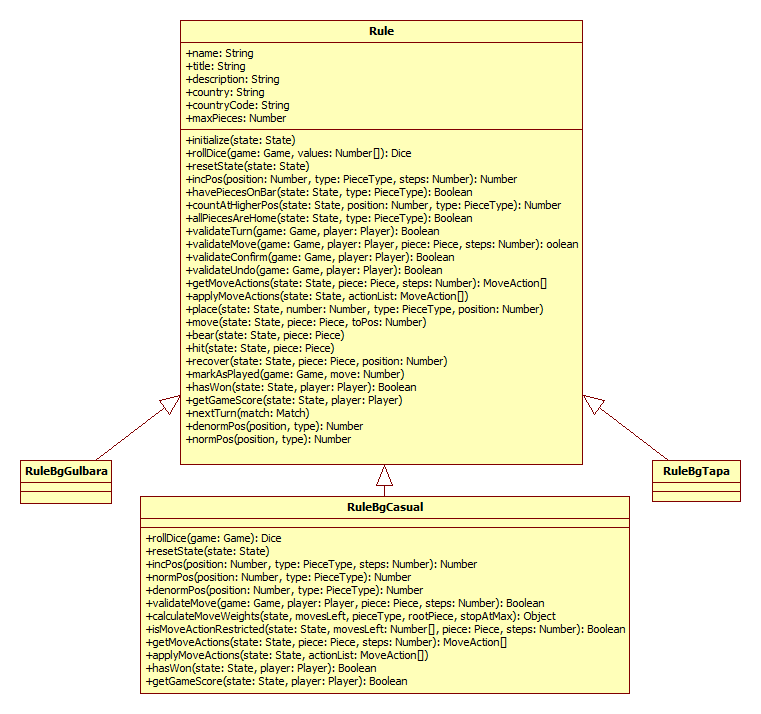 Rule
+name: String
+title: String
+description: String
+country: String
+countryCode: String
+maxPieces: Number
+initialize(state: State)
+rollDice(game: Game, values: Number[]): Dice
+resetState(state: State)
+incPos(position: Number, type: PieceType, steps: Number): Number
+havePiecesOnBar(state: State, type: PieceType): Boolean
+countAtHigherPos(state: State, position: Number, type: PieceType): Number
+allPiecesAreHome(state: State, type: PieceType): Boolean
+validateTurn(game: Game, player: Player): Boolean
+validateMove(game: Game, player: Player, piece: Piece, steps: Number): oolean
+validateConfirm(game: Game, player: Player): Boolean
+validateUndo(game: Game, player: Player): Boolean
+getMoveActions(state: State, piece: Piece, steps: Number): MoveAction[]
+applyMoveActions(state: State, actionList: MoveAction[])
+place(state: State, number: Number, type: PieceType, position: Number)
+move(state: State, piece: Piece, toPos: Number)
+bear(state: State, piece: Piece)
+hit(state: State, piece: Piece)
+recover(state: State, piece: Piece, position: Number)
+markAsPlayed(game: Game, move: Number)
+hasWon(state: State, player: Player): Boolean
+getGameScore(state: State, player: Player)
+nextTurn(match: Match)
+denormPos(position, type): Number
+normPos(position, type): Number
RuleBgGulbara
RuleBgTapa
RuleBgCasual
+rollDice(game: Game): Dice
+resetState(state: State)
+incPos(position: Number, type: PieceType, steps: Number): Number
+normPos(position: Number, type: PieceType): Number
+denormPos(position: Number, type: PieceType): Number
+validateMove(game: Game, player: Player, piece: Piece, steps: Number): Boolean
+calculateMoveWeights(state, movesLeft, pieceType, rootPiece, stopAtMax): Object
+isMoveActionRestricted(state: State, movesLeft: Number[], piece: Piece, steps: Number): Boolean
+getMoveActions(state: State, piece: Piece, steps: Number): MoveAction[]
+applyMoveActions(state: State, actionList: MoveAction[])
+hasWon(state: State, player: Player): Boolean
+getGameScore(state: State, player: Player): Boolean